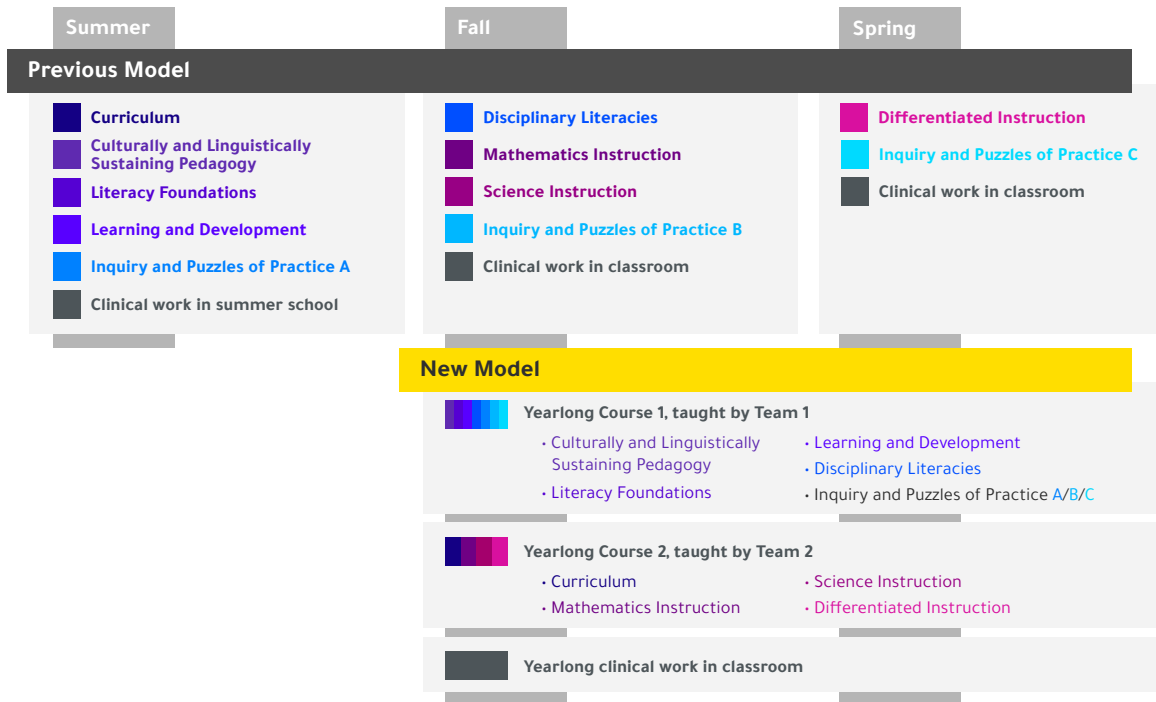 Summer
Fall
Spring
Previous Model
Curriculum
Culturally and Linguistically
Sustaining Pedagogy
Literacy Foundations
Learning and Development
Inquiry and Puzzles of Practice A
Clinical work in summer school
Disciplinary Literacies
Mathematics Instruction
Science Instruction
Inquiry and Puzzles of Practice B
Clinical work in classroom
Differentiated Instruction
Inquiry and Puzzles of Practice C
Clinical work in classroom
New Model
Yearlong Course 1, taught by Team 1
• Culturally and Linguistically
Sustaining Pedagogy
• Literacy Foundations
• Learning and Development
• Disciplinary Literacies
• Inquiry and Puzzles of Practice A/B/C
Yearlong Course 2, taught by Team 2
• Curriculum
• Mathematics Instruction
• Science Instruction
• Differentiated Instruction
Yearlong clinical work in classroom